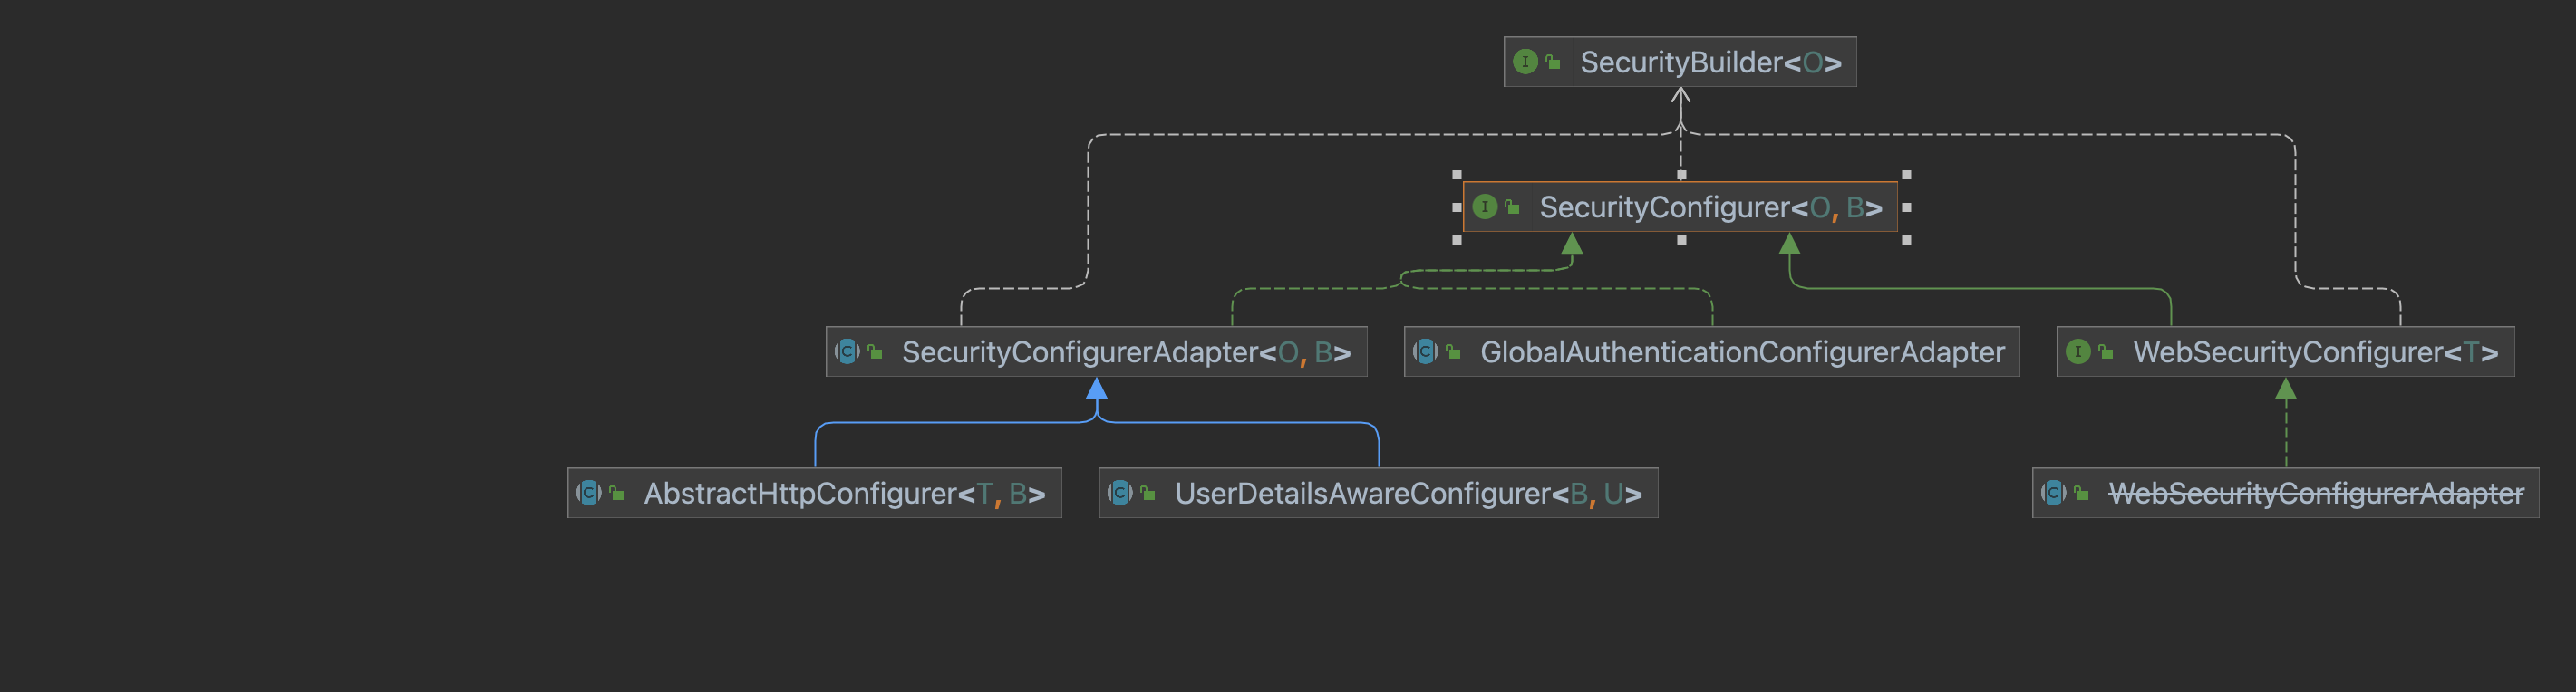 SecurityBuilder<O>
SecurityConfigurer<O, B>
SecurityConfigurerAdapter<O, B>
GlobalAuthenticationConfigurerAdapter
WebSecurityConfigurer<T>
AbstractHttpConfigurer<T, B>
UserDetailsAwareConfigurer<B, U>
WebSecurityConfigurerAdapter